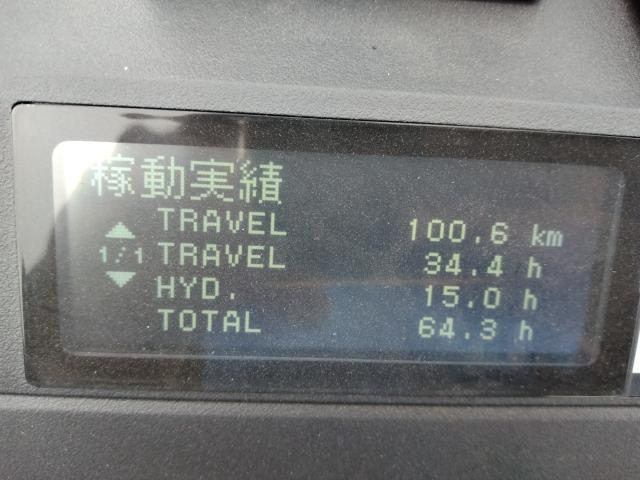 稼動実績
TRAVEL 100.6 km
1/1 TRAVEL 34.4 h
HYD. 15.0 h
TOTAL 64.3 h